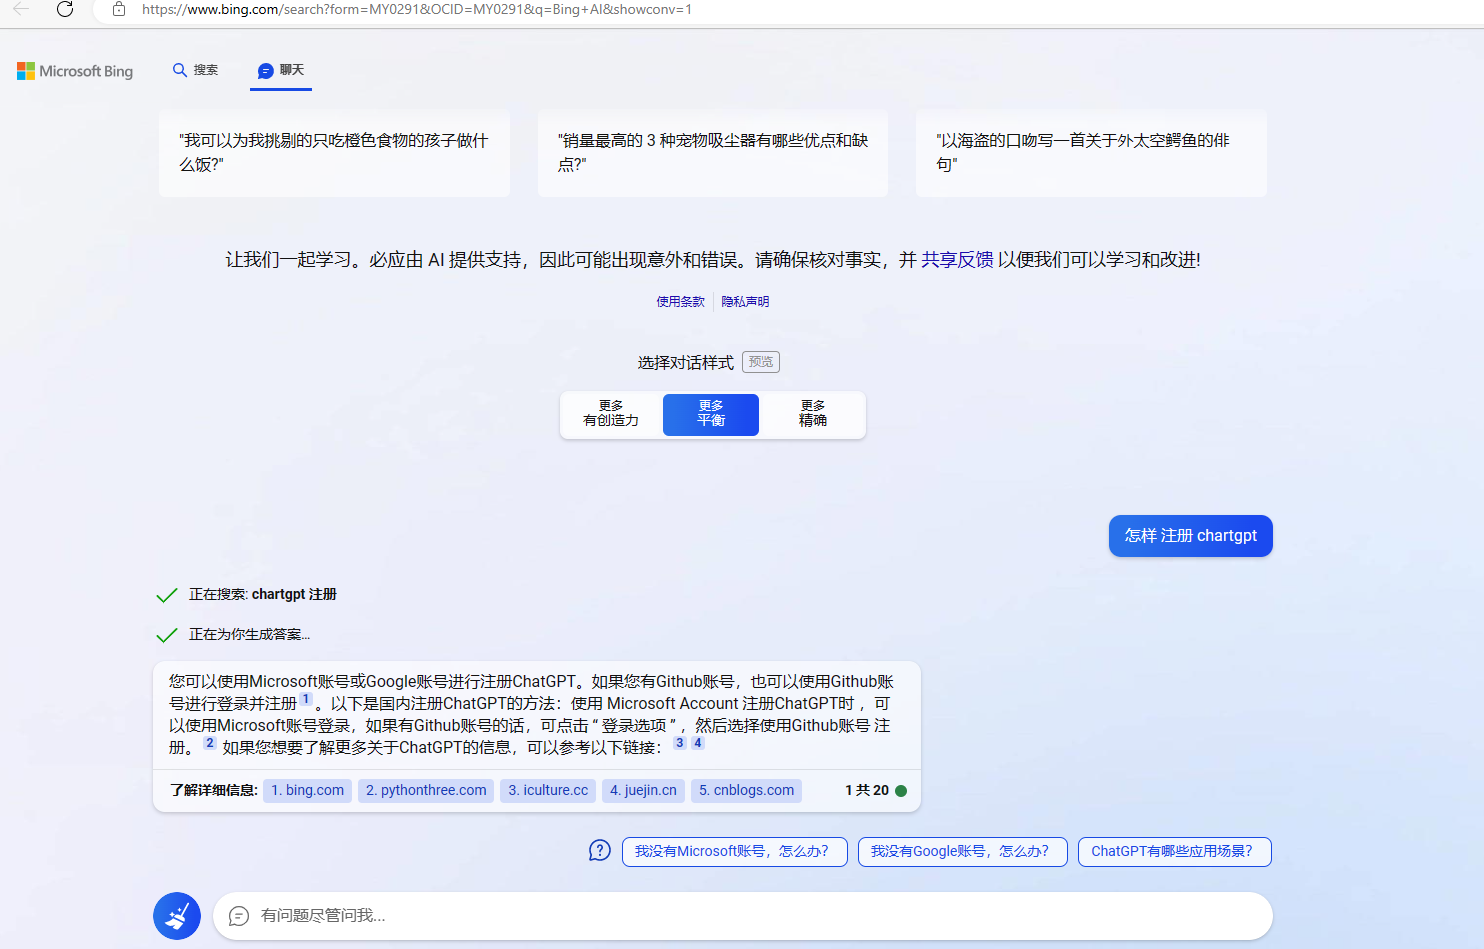 https://www.bing.com/search?form=MY0291&OCID=MY0291&q=Bing+AI&showconv=1
Microsoft Bing
搜索
聊天
"我可以为我挑剔的只吃橙色食物的孩子做什
么饭?"
"销量最高的 3 种宠物吸尘器有哪些优点和缺
点?"
"以海盗的口吻写一首关于外太空鳄鱼的俳
句"
让我们一起学习。必应由 AI 提供支持，因此可能出现意外和错误。请确保核对事实，并 共享反馈 以便我们可以学习和改进!
使用条款 隐私声明
选择对话样式 预览
更多
有创造力
更多
平衡
更多
精确
怎样 注册 chartgpt
正在搜索: chartgpt 注册
正在为你生成答案...
您可以使用Microsoft账号或Google账号进行注册ChatGPT。如果您有Github账号，也可以使用Github账
号进行登录并注册 1 。以下是国内注册ChatGPT的方法：使用 Microsoft Account 注册ChatGPT时 ，可
以使用Microsoft账号登录，如果有Github账号的话，可点击 “ 登录选项 ” ，然后选择使用Github账号 注
册。 2 如果您想要了解更多关于ChatGPT的信息，可以参考以下链接： 3 4
了解详细信息: 1. bing.com 2. pythonthree.com 3. iculture.cc 4. juejin.cn 5. cnblogs.com 1 共 20
我没有Microsoft账号，怎么办？ 我没有Google账号，怎么办？ ChatGPT有哪些应用场景？
有问题尽管问我...